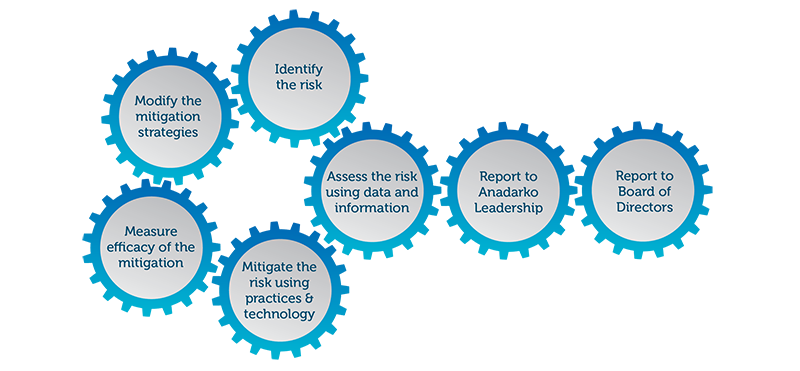 Identify
the risk
Modify the
mitigation
strategies
Assess the risk
using data and
information
Report to
Anadarko
Leadership
Report to
Board of
Directors
Measure
efficacy of the
mitigation
Mitigate the
risk using
practices &
technology